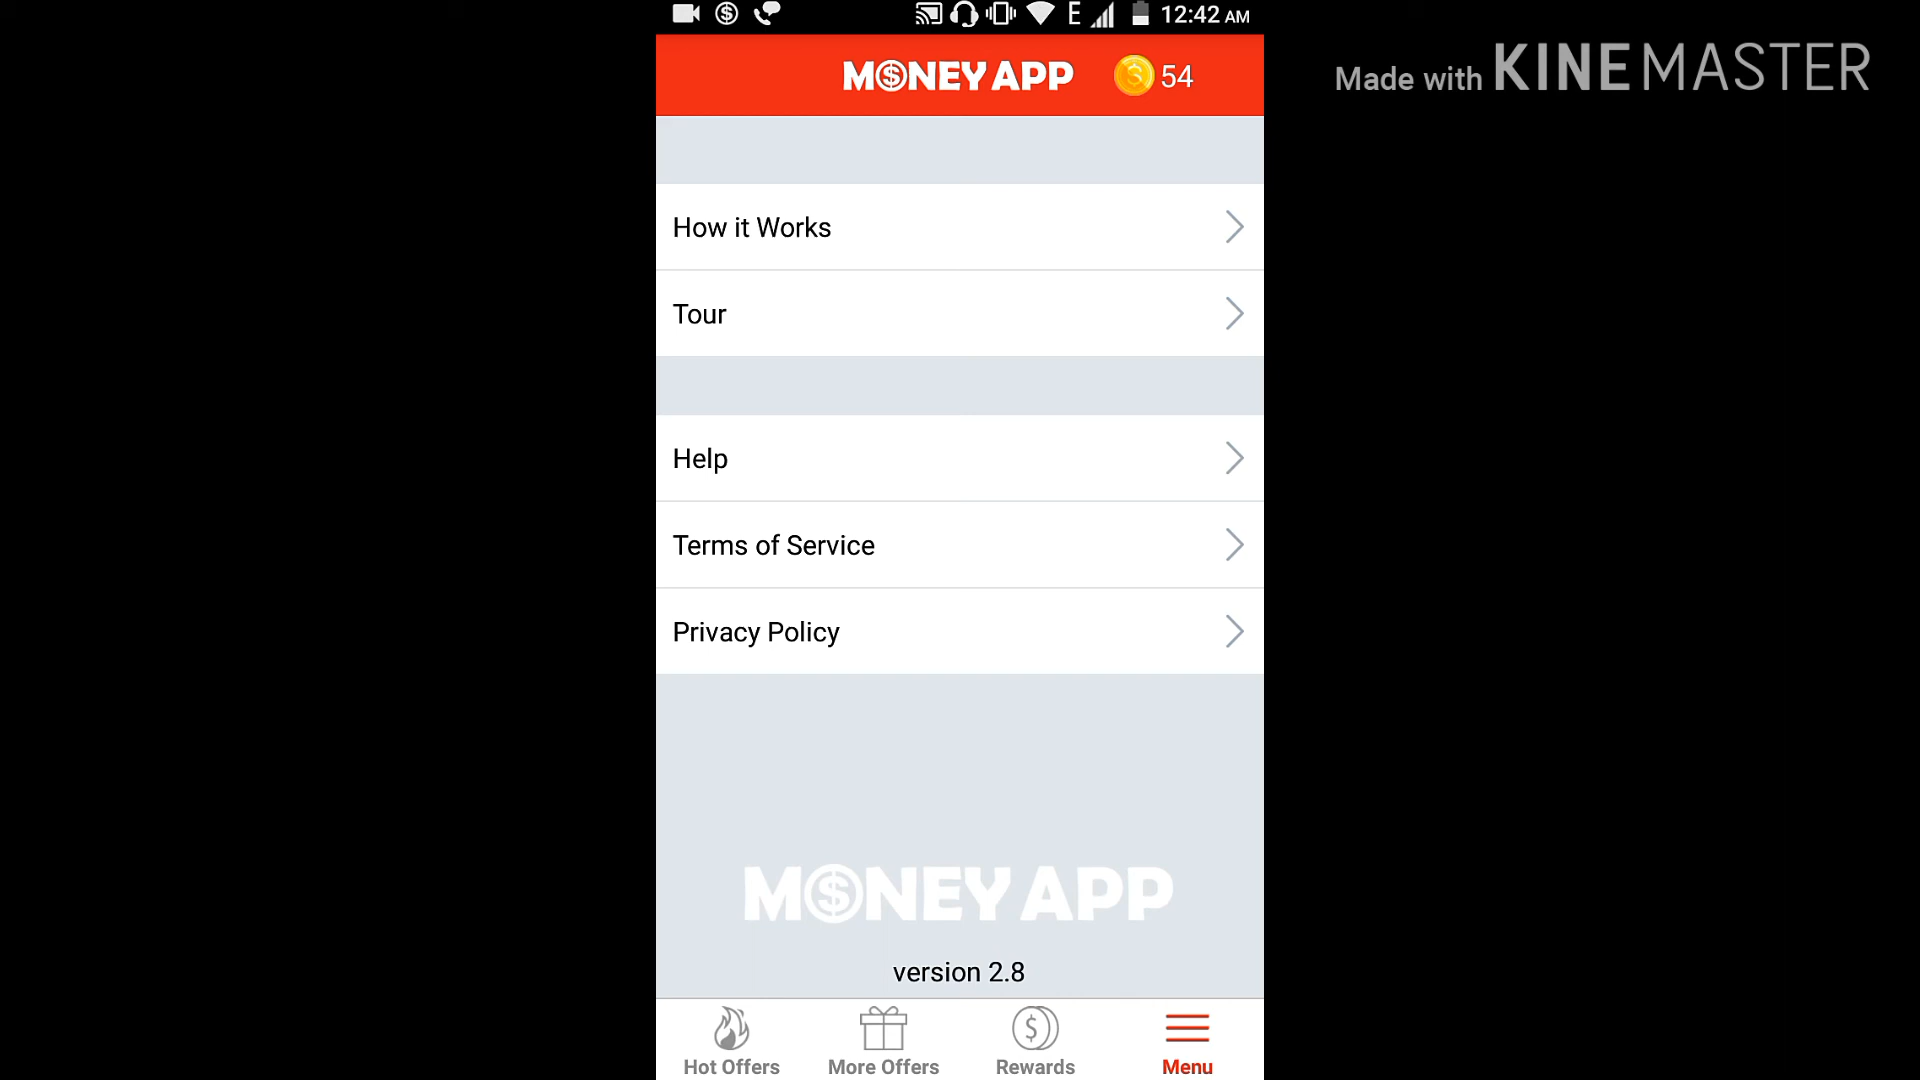 12:42 AM
MONEY APP 54
Made with KINEMASTER
How it Works
Tour
Help
Terms of Service
Privacy Policy
MONEY APP
version 2.8
Hot Offers More Offers Rewards Menu